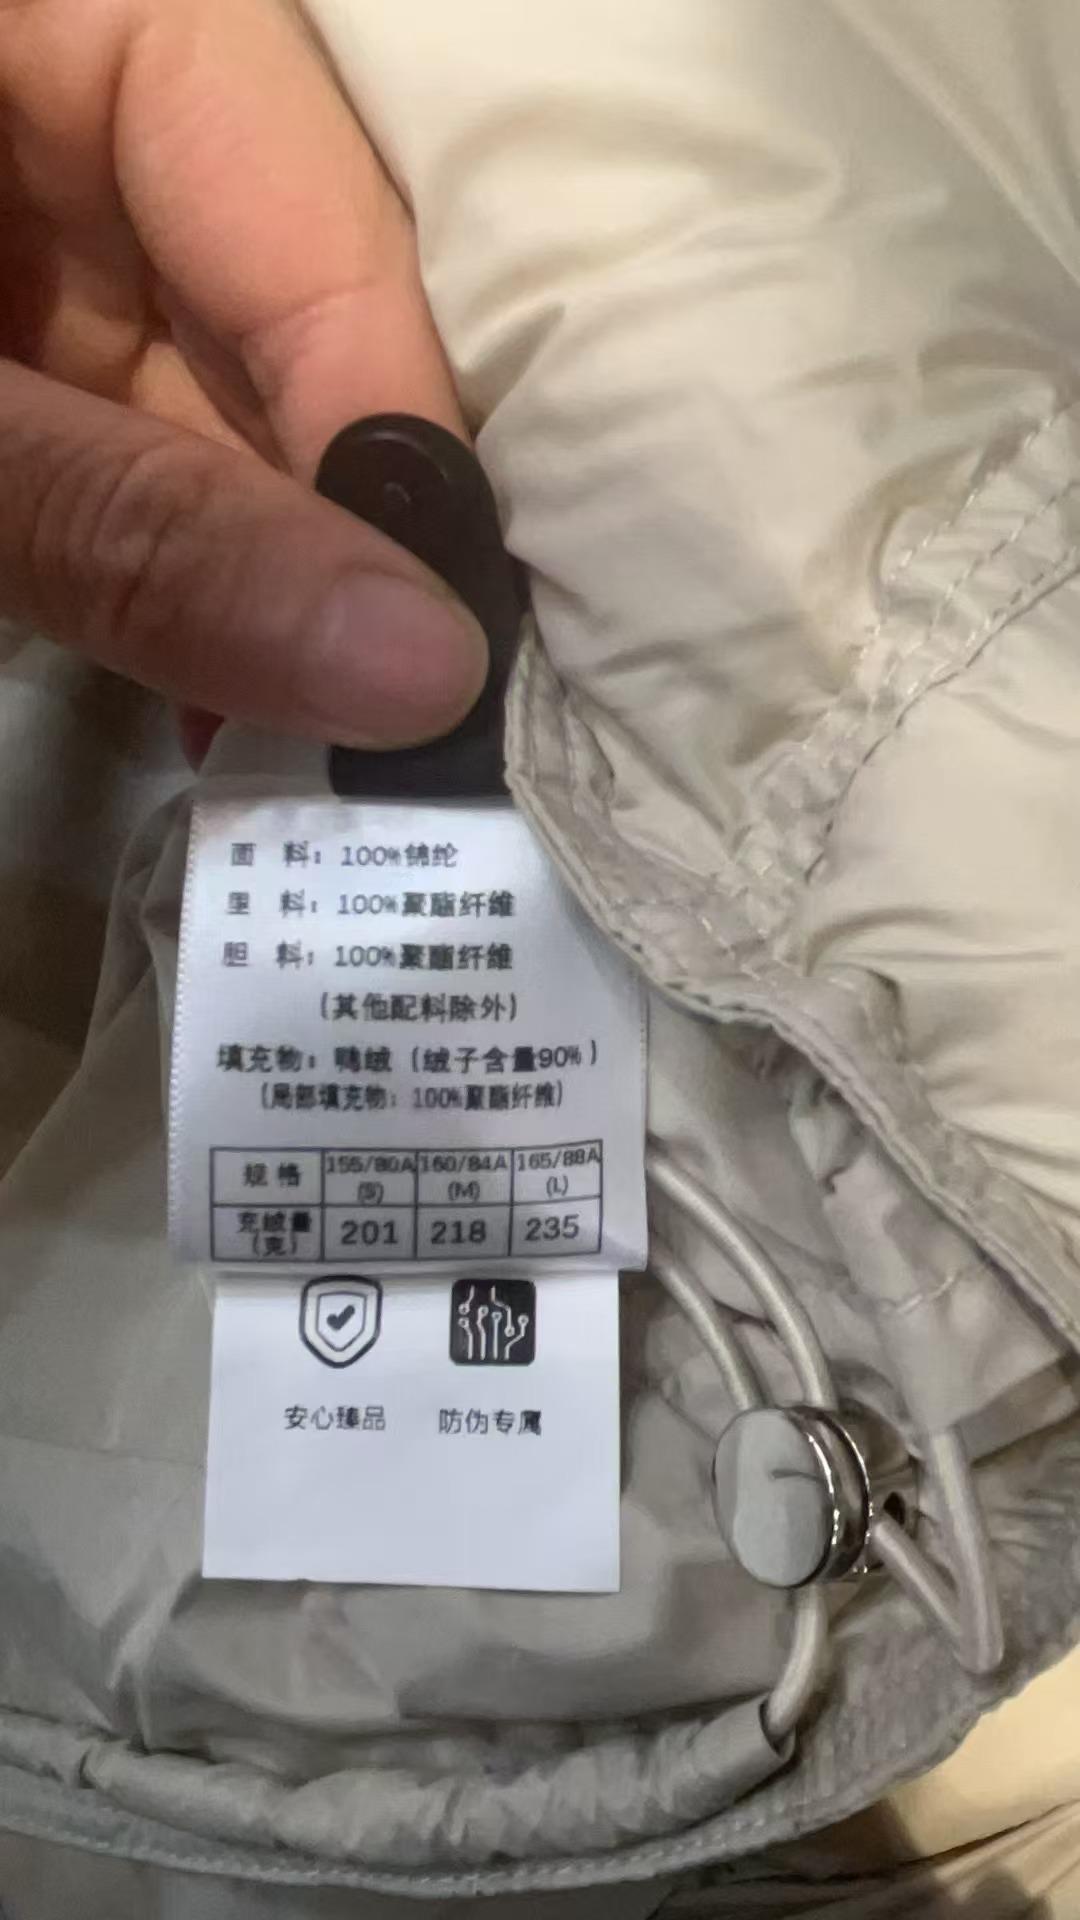 面 料：100%锦纶
里 料：100%聚酯纤维
胆 料：100%聚酯纤维
(其他配料除外)
填充物：鸭绒（绒子含量90%）
(局部填充物：100%聚酯纤维)
规格 155/80A(S) 160/84A(M) 165/88A(L)
充绒量(克) 201 218 235
安心臻品 防伪专属